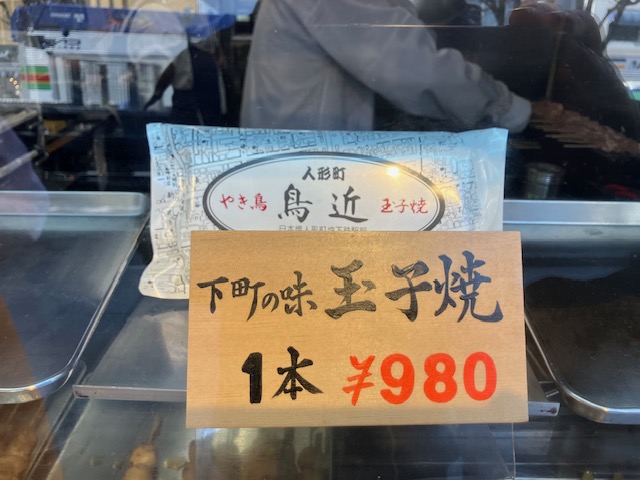 人形町
やき鳥 鳥近 玉子焼
下町の味 玉子焼
1本 ¥980